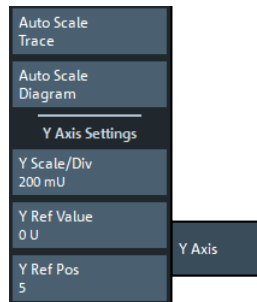 Auto Scale
Trace
Auto Scale
Diagram
Y Axis Settings
Y Scale/Div
200 mU
Y Ref Value
0 U
Y Axis
Y Ref Pos
5